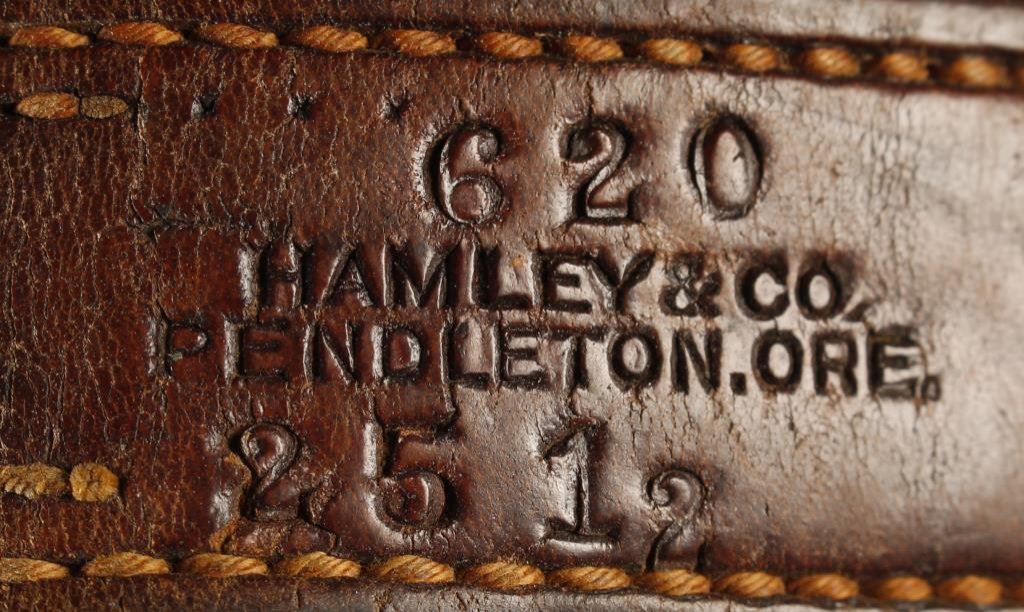 620
HAMLEY & CO.
PENDLETON. ORE.
2512